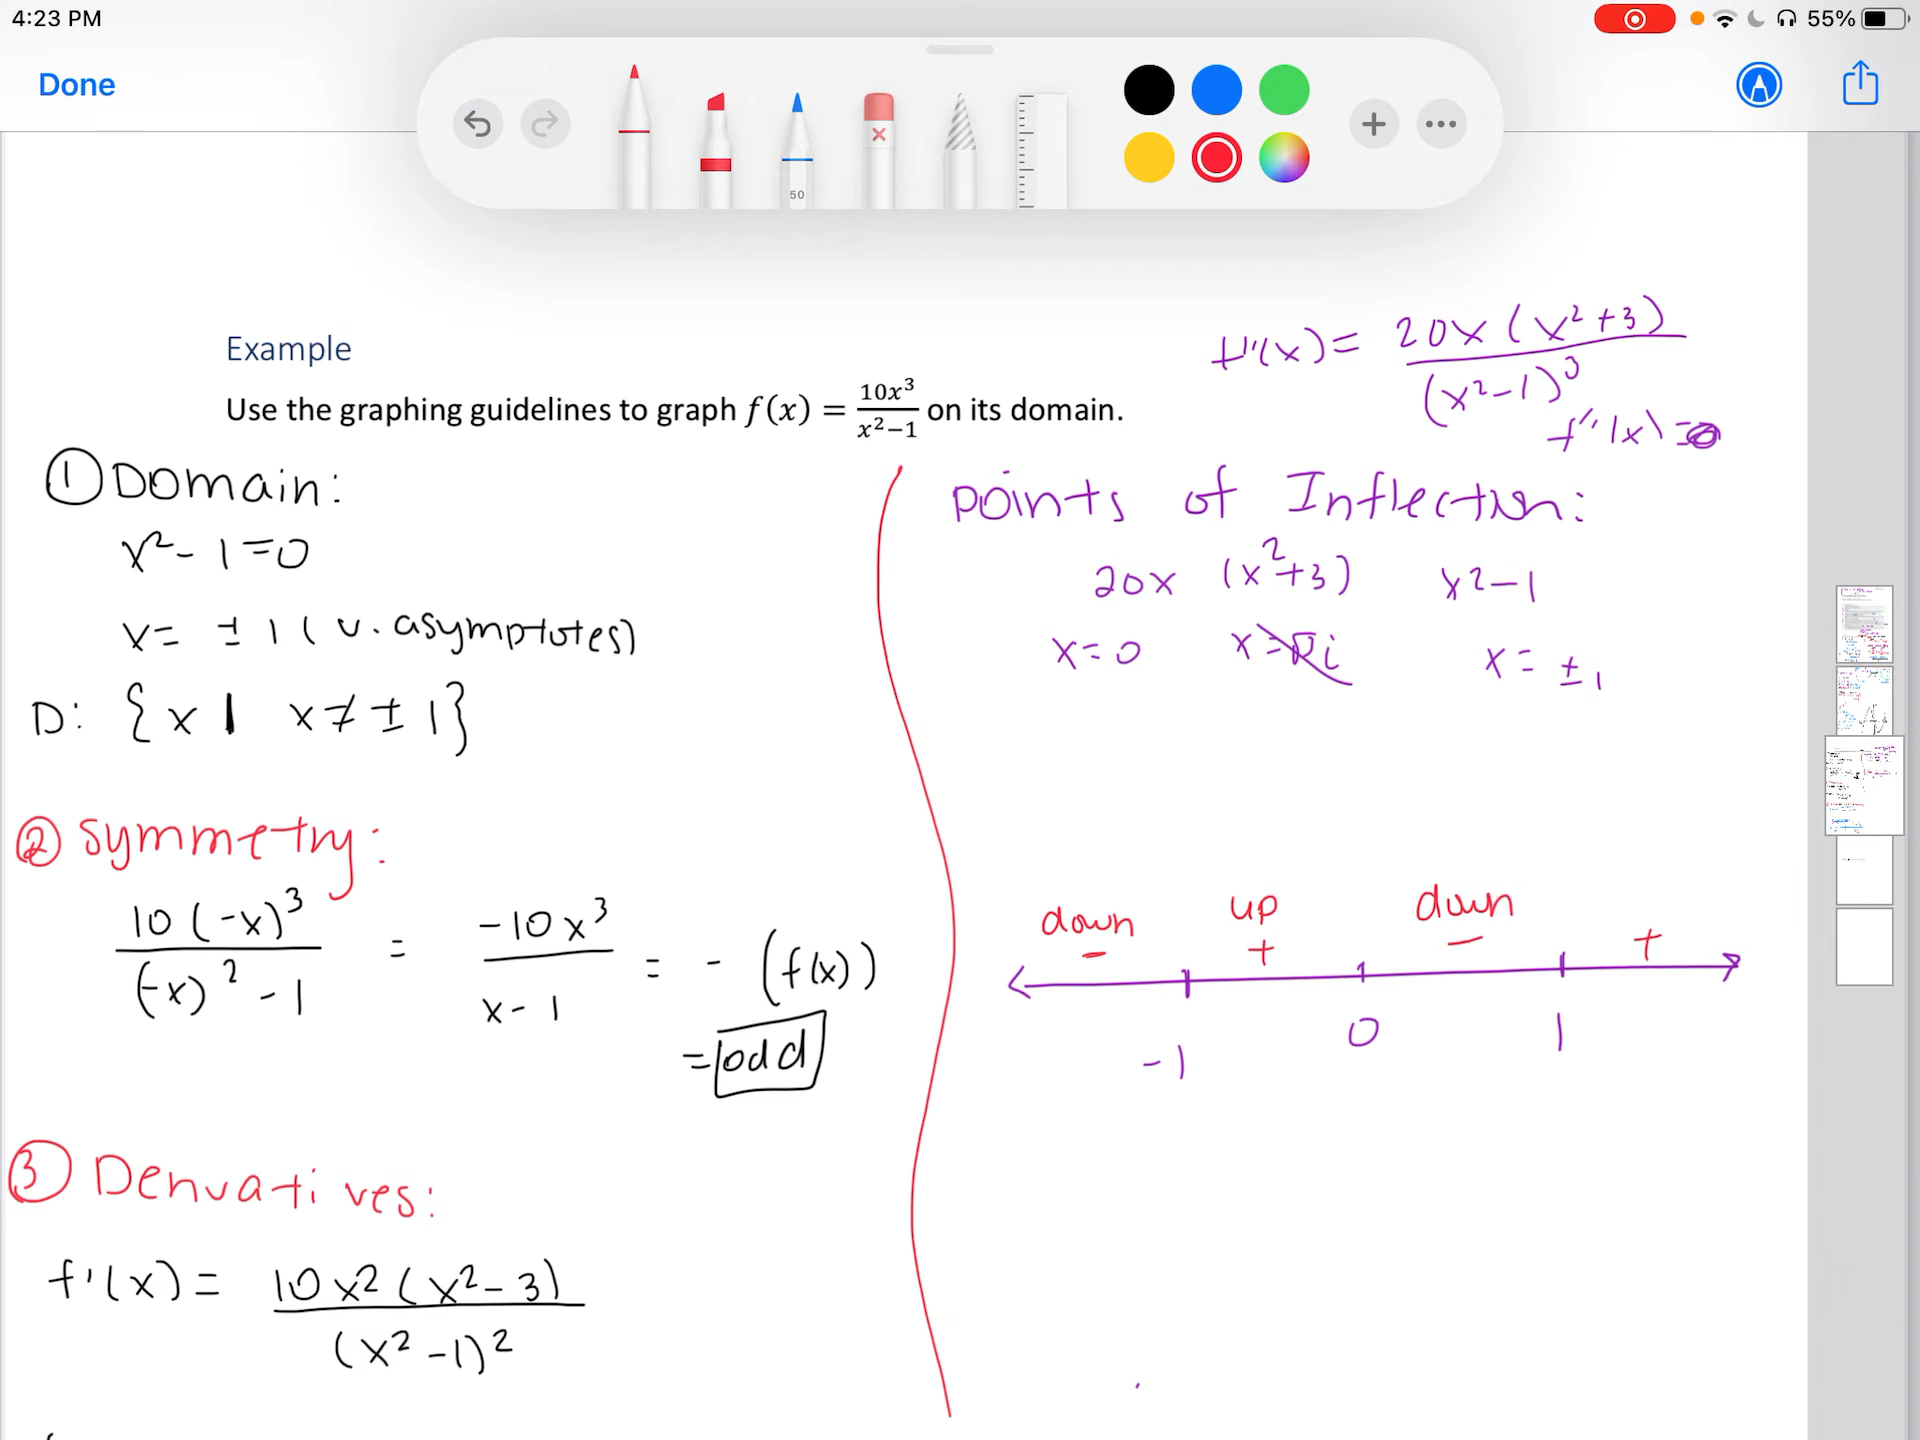 4:23 PM
55%
Done
50
Example
Use the graphing guidelines to graph f(x) = 10x³/(x²−1) on its domain.
① Domain:
x² - 1 = 0
x = ± 1 (v. asymptotes)
D: {x | x ≠ ± 1}
② Symmetry:
10(-x)³/((-x)² - 1) = -10x³/(x - 1) = - (f(x))
= odd
③ Derivatives:
f'(x) = 10x²(x² - 3)/(x² - 1)²
f''(x) = 20x(x² + 3)/(x² - 1)³
f''(x) = 0
Points of Inflection:
20x (x² + 3) x² - 1
x = 0 x = √3i x = ± 1
down up down
- + - +
-1 0 1